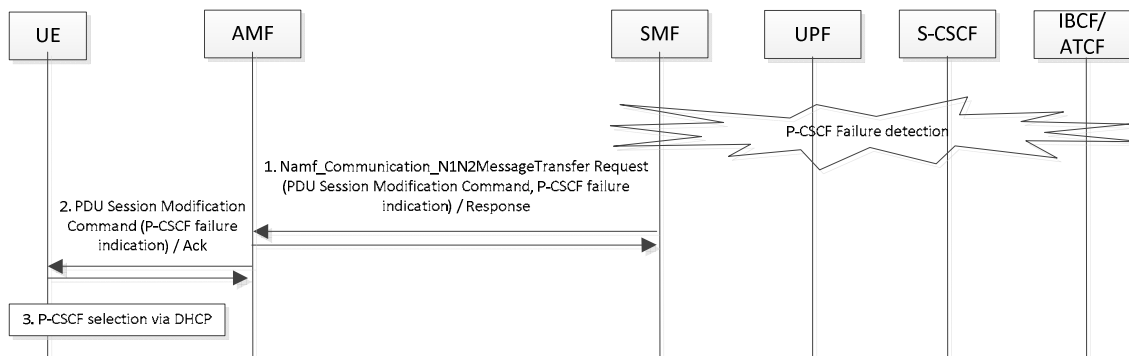 UE
AMF
SMF
UPF
S-CSCF
IBCF/
ATCF
P-CSCF Failure detection
1. Namf_Communication_N1N2MessageTransfer Request
(PDU Session Modification Command, P-CSCF failure
indication) / Response
2. PDU Session Modification
Command (P-CSCF failure
indication) / Ack
3. P-CSCF selection via DHCP